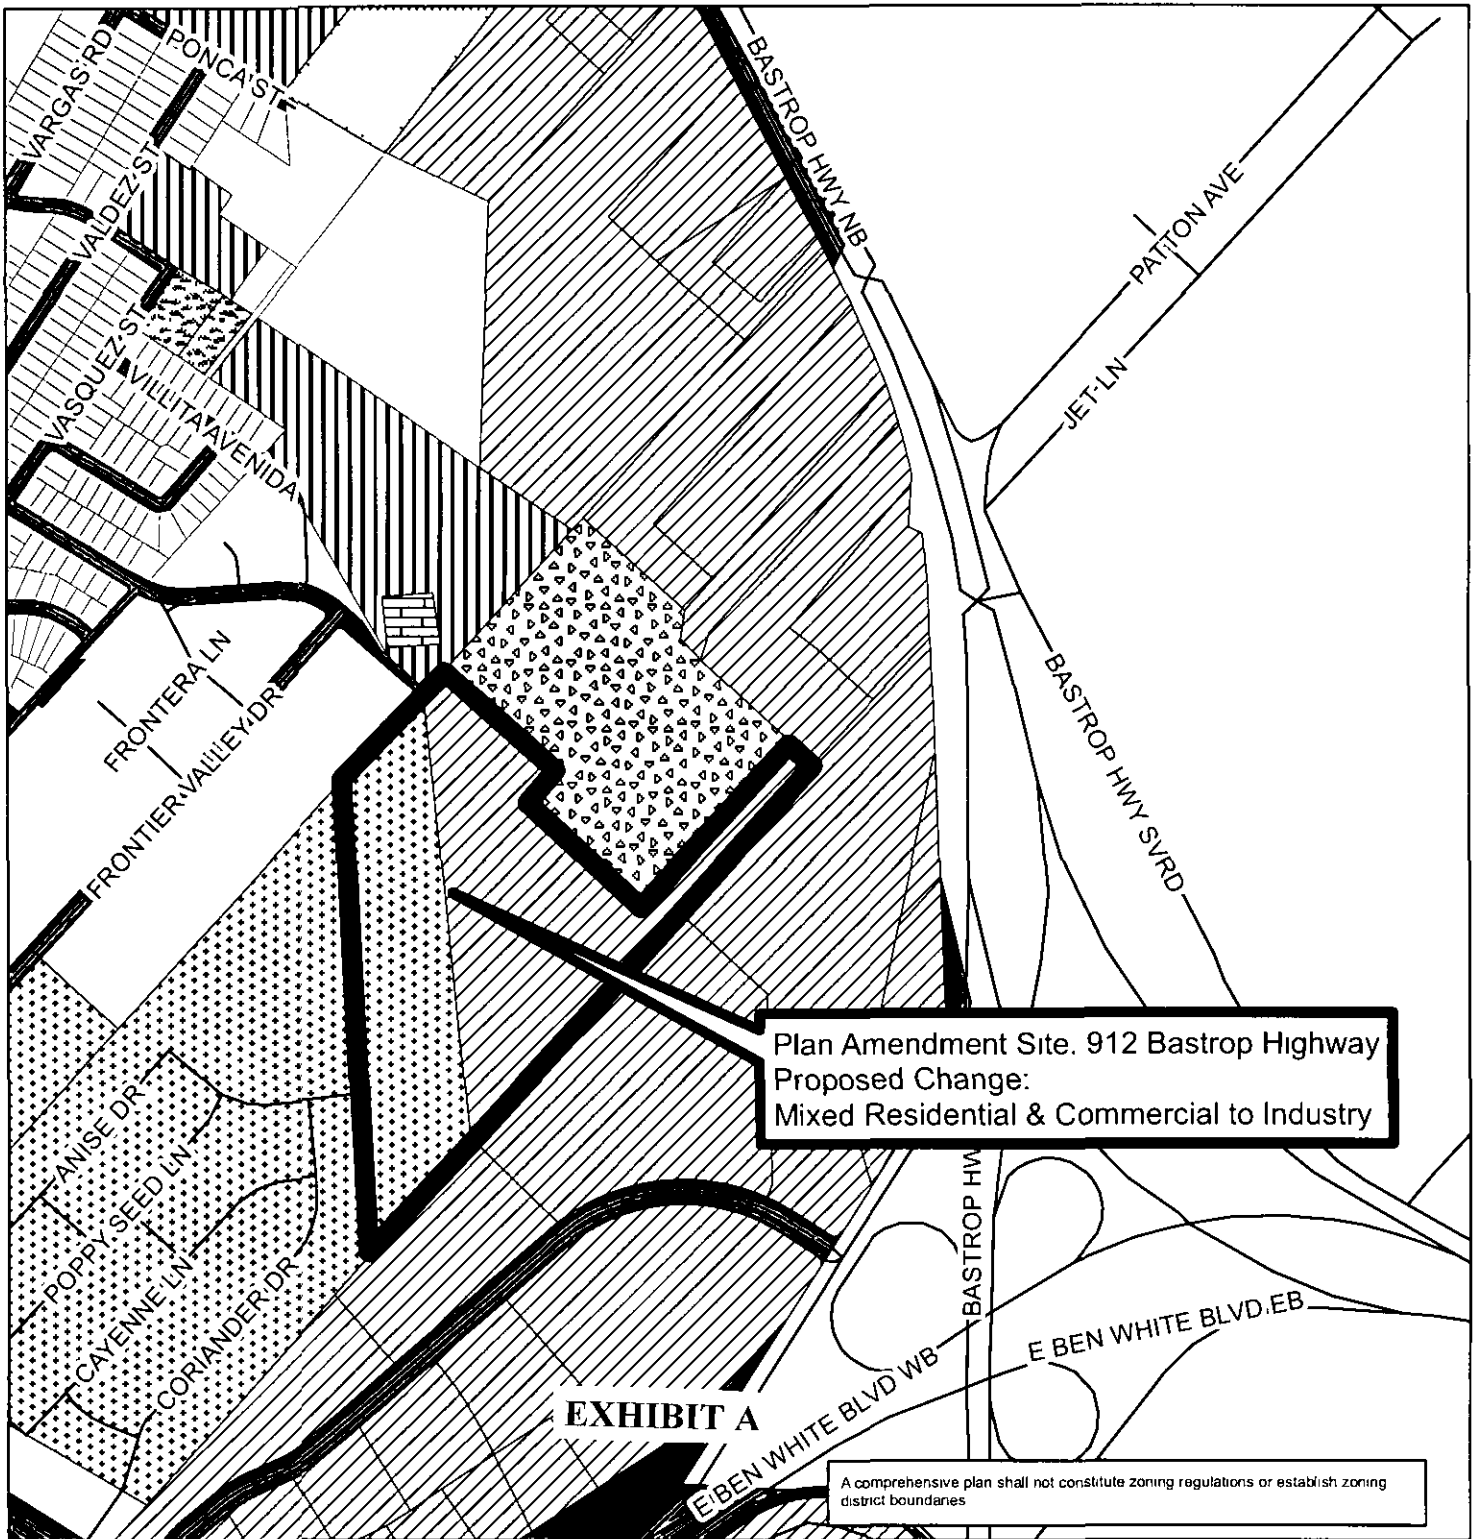 VARGAS RD
PONCA ST
VALDEZ ST
VASQUEZ ST
VILLITA AVENIDA
BASTROP HWY NB
PATTON AVE
JET LN
FRONTERA LN
FRONTIER VALLEY DR
BASTROP HWY SVRD
Plan Amendment Site. 912 Bastrop Highway
Proposed Change:
Mixed Residential & Commercial to Industry
ANISE DR
POPPY SEED LN
CAYENNE LN
CORIANDER DR
BASTROP HW
E BEN WHITE BLVD EB
E BEN WHITE BLVD WB
EXHIBIT A
A comprehensive plan shall not constitute zoning regulations or establish zoning
district boundaries